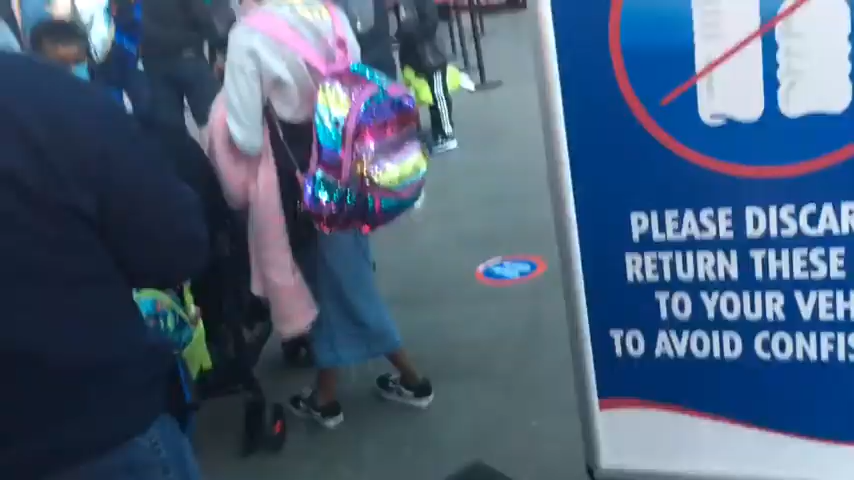 PLEASE DISCAR
RETURN THESE
TO YOUR VEH
TO AVOID CONFIS